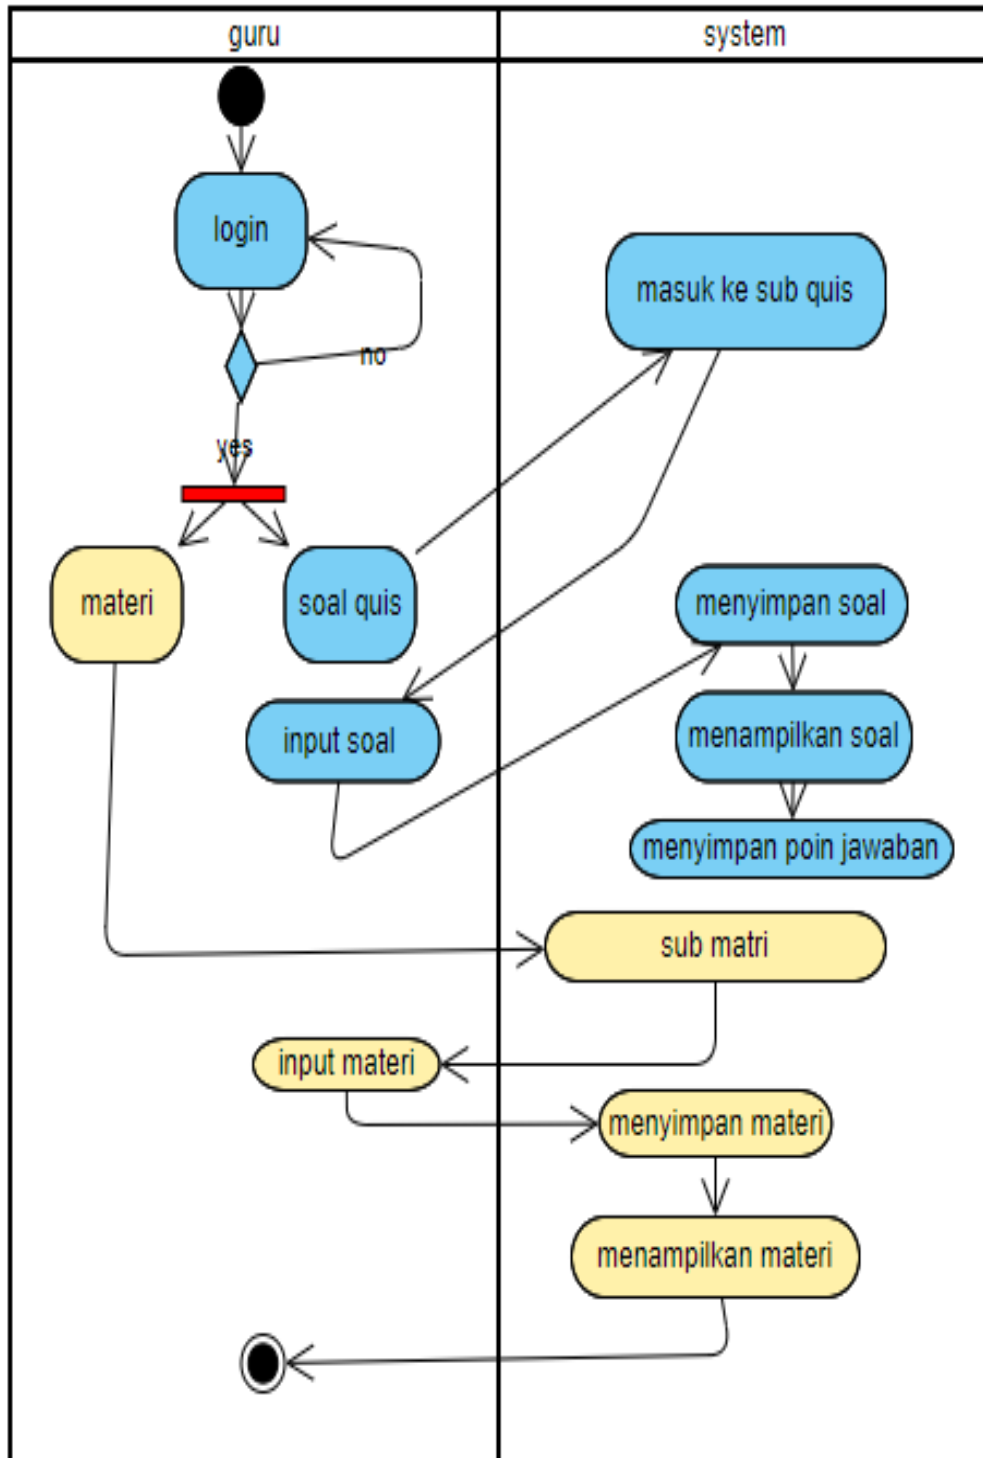 guru
system
login
masuk ke sub quis
no
yes
materi
soal quis
menyimpan soal
input soal
menampilkan soal
menyimpan poin jawaban
sub matri
input materi
menyimpan materi
menampilkan materi